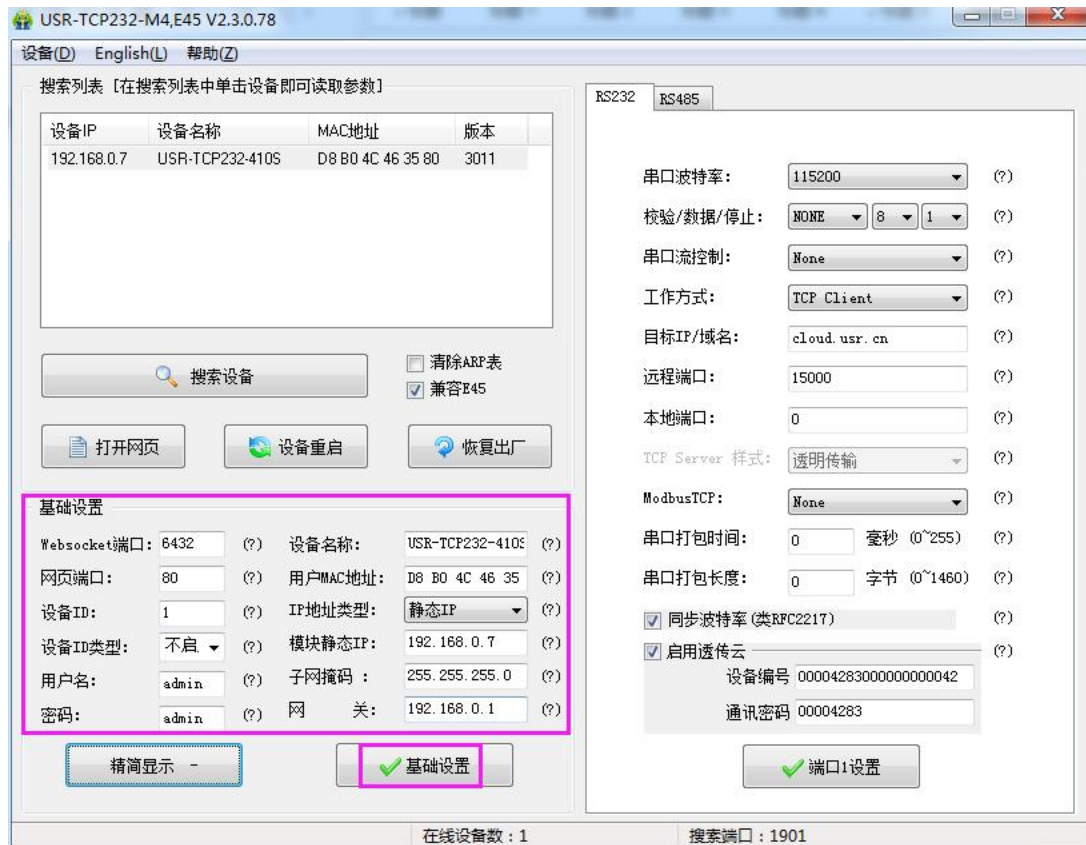 USR-TCP232-M4,E45 V2.3.0.78
设备(D) English(L) 帮助(Z)
搜索列表 [在搜索列表中单击设备即可读取参数]
设备IP 设备名称 MAC地址 版本
192.168.0.7 USR-TCP232-410S D8 B0 4C 46 35 80 3011
搜索设备
清除ARP表
兼容E45
打开网页 设备重启 恢复出厂
基础设置
Websocket端口: 6432 (?) 设备名称: USR-TCP232-410S (?)
网页端口: 80 (?) 用户MAC地址: D8 B0 4C 46 35 (?)
设备ID: 1 (?) IP地址类型: 静态IP (?)
设备ID类型: 不启 (?) 模块静态IP: 192.168.0.7 (?)
用户名: admin (?) 子网掩码 : 255.255.255.0 (?)
密码: admin (?) 网 关: 192.168.0.1 (?)
精简显示 - 基础设置
RS232 RS485
串口波特率: 115200 (?)
校验/数据/停止: NONE 8 1 (?)
串口流控制: None (?)
工作方式: TCP Client (?)
目标IP/域名: cloud.usr.cn (?)
远程端口: 15000 (?)
本地端口: 0 (?)
TCP Server 样式: 透明传输 (?)
ModbusTCP: None (?)
串口打包时间: 0 毫秒 (0~255) (?)
串口打包长度: 0 字节 (0~1460) (?)
同步波特率(类RFC2217) (?)
启用透传云 (?)
设备编号 00004283000000000042
通讯密码 00004283
端口1设置
在线设备数：1 搜索端口：1901